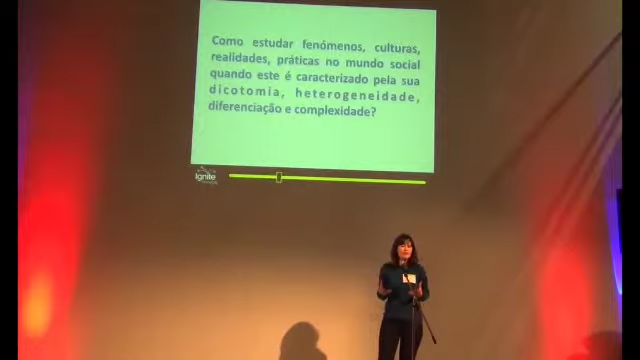 Como estudar fenómenos, culturas,
realidades, práticas no mundo social
quando este é caracterizado pela sua
dicotomia, heterogeneidade,
diferenciação e complexidade?
Ignite